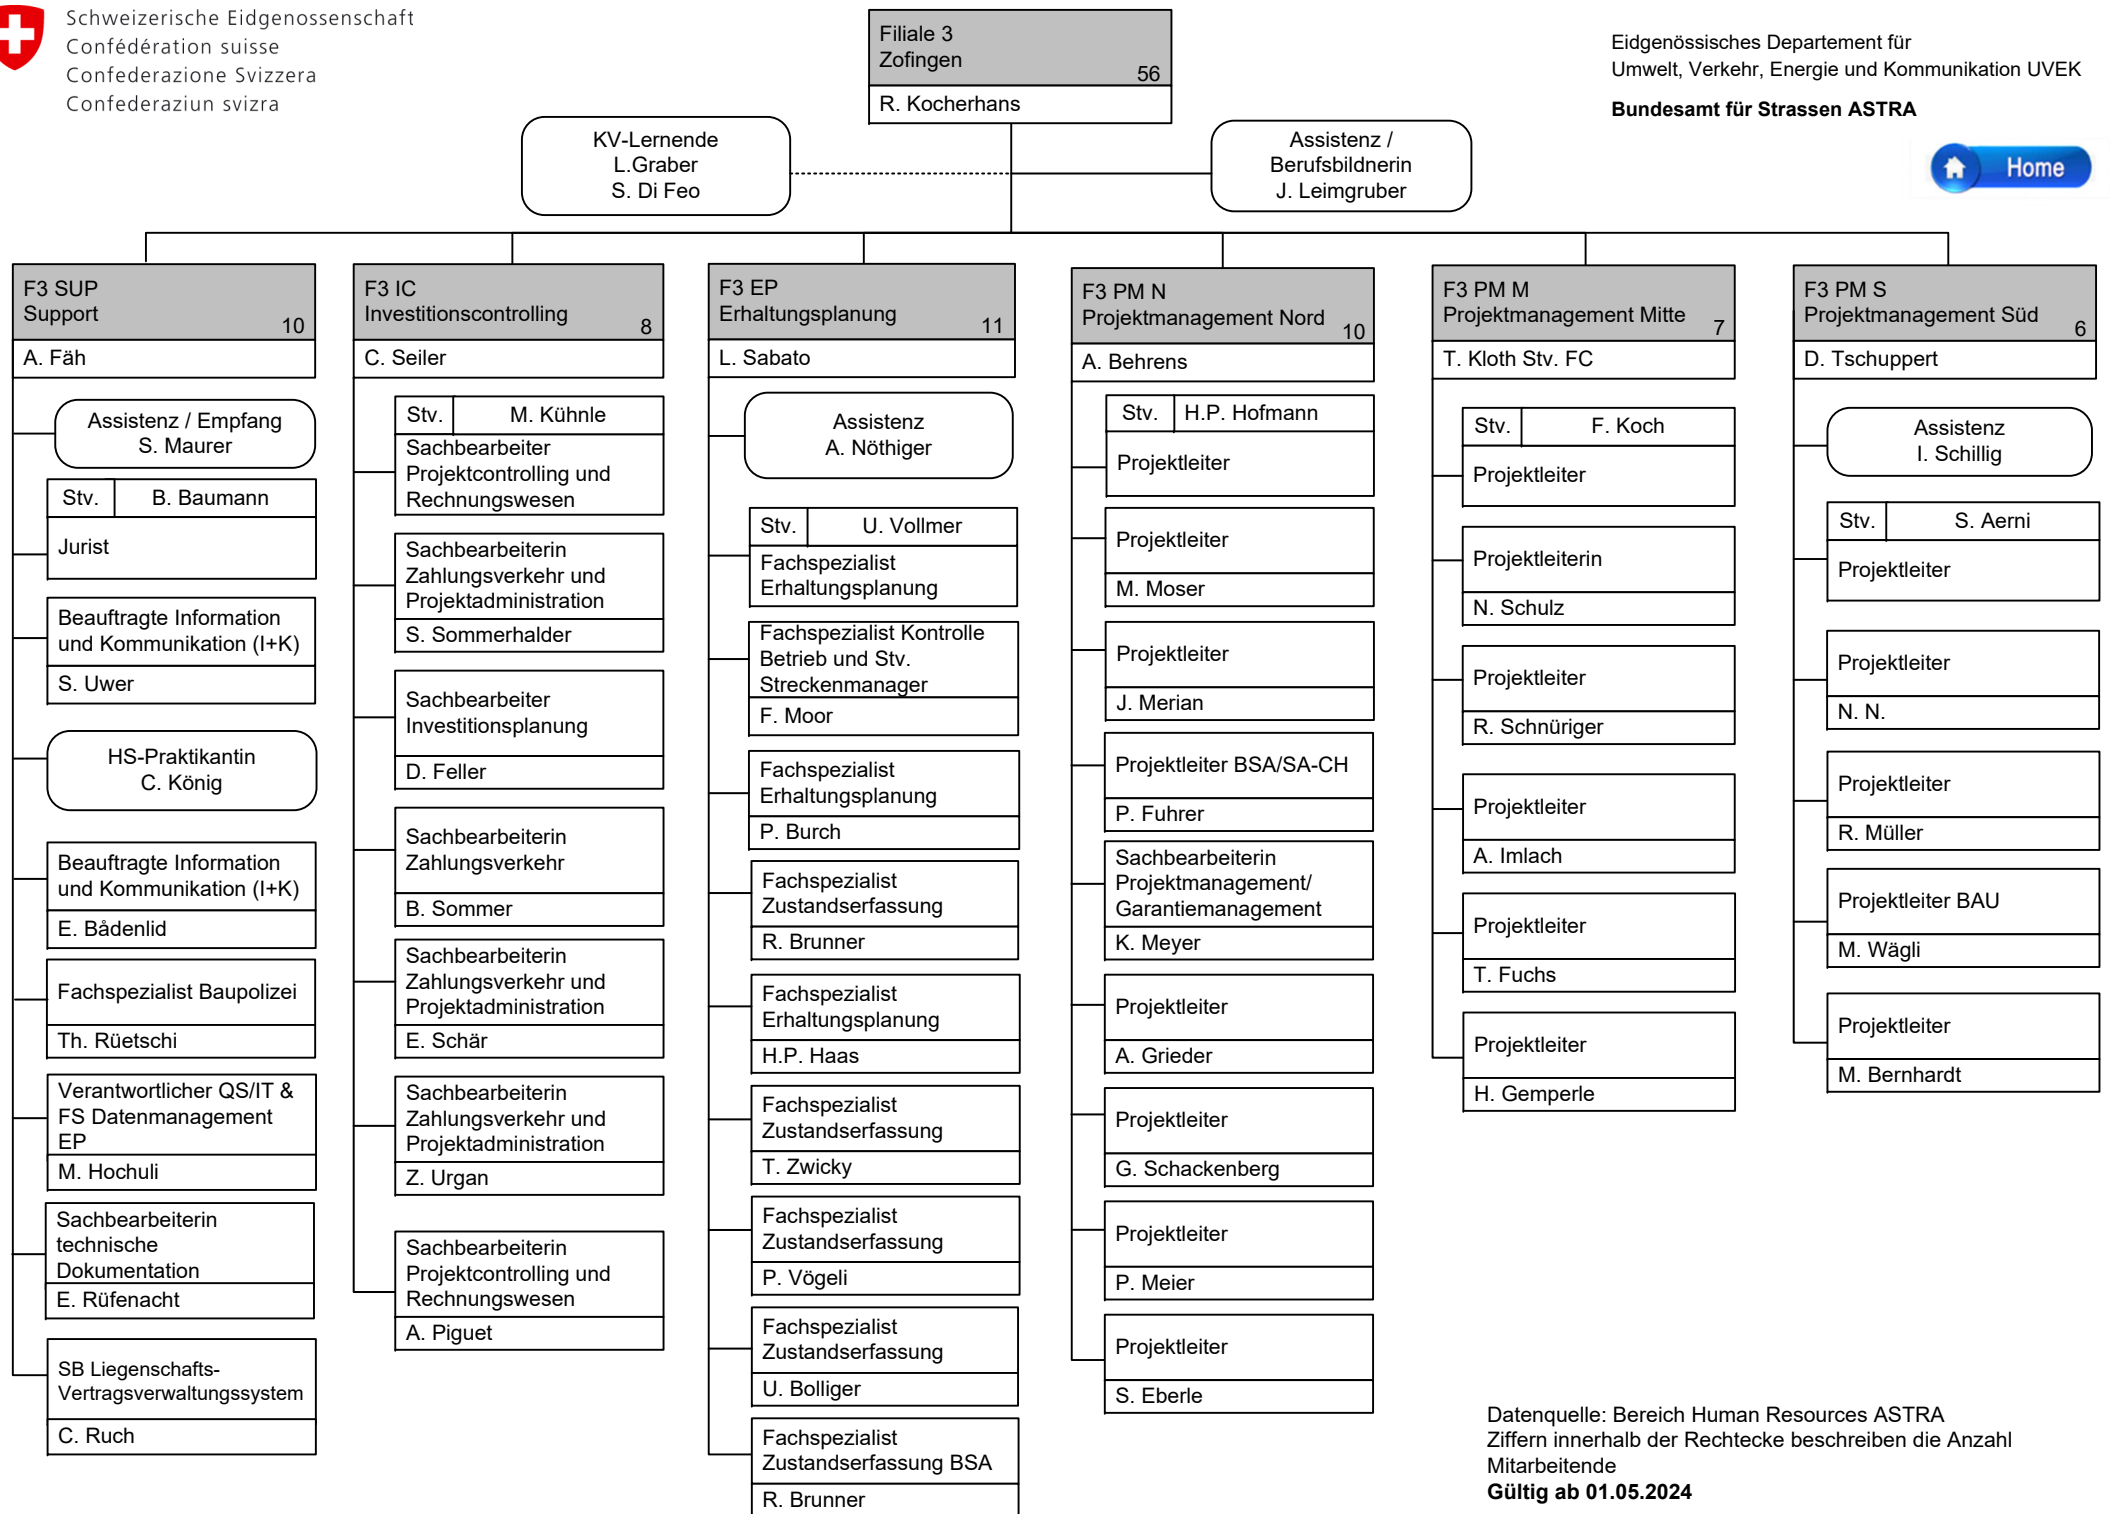 Schweizerische Eidgenossenschaft
Confédération suisse
Confederazione Svizzera
Confederaziun svizra
Filiale 3
Zofingen
56
R. Kocherhans
Eidgenössisches Departement für
Umwelt, Verkehr, Energie und Kommunikation UVEK
Bundesamt für Strassen ASTRA
Home
KV-Lernende
L.Graber
S. Di Feo
Assistenz /
Berufsbildnerin
J. Leimgruber
F3 SUP
Support
10
A. Fäh
Assistenz / Empfang
S. Maurer
Stv. B. Baumann
Jurist
Beauftragte Information
und Kommunikation (I+K)
S. Uwer
HS-Praktikantin
C. König
Beauftragte Information
und Kommunikation (I+K)
E. Bådenlid
Fachspezialist Baupolizei
Th. Rüetschi
Verantwortlicher QS/IT &
FS Datenmanagement
EP
M. Hochuli
Sachbearbeiterin
technische
Dokumentation
E. Rüfenacht
SB Liegenschafts-
Vertragsverwaltungssystem
C. Ruch
F3 IC
Investitionscontrolling
8
C. Seiler
Stv. M. Kühnle
Sachbearbeiter
Projektcontrolling und
Rechnungswesen
Sachbearbeiterin
Zahlungsverkehr und
Projektadministration
S. Sommerhalder
Sachbearbeiter
Investitionsplanung
D. Feller
Sachbearbeiterin
Zahlungsverkehr
B. Sommer
Sachbearbeiterin
Zahlungsverkehr und
Projektadministration
E. Schär
Sachbearbeiterin
Zahlungsverkehr und
Projektadministration
Z. Urgan
Sachbearbeiterin
Projektcontrolling und
Rechnungswesen
A. Piguet
F3 EP
Erhaltungsplanung
11
L. Sabato
Assistenz
A. Nöthiger
Stv. U. Vollmer
Fachspezialist
Erhaltungsplanung
Fachspezialist Kontrolle
Betrieb und Stv.
Streckenmanager
F. Moor
Fachspezialist
Erhaltungsplanung
P. Burch
Fachspezialist
Zustandserfassung
R. Brunner
Fachspezialist
Erhaltungsplanung
H.P. Haas
Fachspezialist
Zustandserfassung
T. Zwicky
Fachspezialist
Zustandserfassung
P. Vögeli
Fachspezialist
Zustandserfassung
U. Bolliger
Fachspezialist
Zustandserfassung BSA
R. Brunner
F3 PM N
Projektmanagement Nord
10
A. Behrens
Stv. H.P. Hofmann
Projektleiter
Projektleiter
M. Moser
Projektleiter
J. Merian
Projektleiter BSA/SA-CH
P. Fuhrer
Sachbearbeiterin
Projektmanagement/
Garantiemanagement
K. Meyer
Projektleiter
A. Grieder
Projektleiter
G. Schackenberg
Projektleiter
P. Meier
Projektleiter
S. Eberle
F3 PM M
Projektmanagement Mitte
7
T. Kloth Stv. FC
Stv. F. Koch
Projektleiter
Projektleiterin
N. Schulz
Projektleiter
R. Schnüriger
Projektleiter
A. Imlach
Projektleiter
T. Fuchs
Projektleiter
H. Gemperle
F3 PM S
Projektmanagement Süd
6
D. Tschuppert
Assistenz
I. Schillig
Stv. S. Aerni
Projektleiter
Projektleiter
N. N.
Projektleiter
R. Müller
Projektleiter BAU
M. Wägli
Projektleiter
M. Bernhardt
Datenquelle: Bereich Human Resources ASTRA
Ziffern innerhalb der Rechtecke beschreiben die Anzahl
Mitarbeitende
Gültig ab 01.05.2024